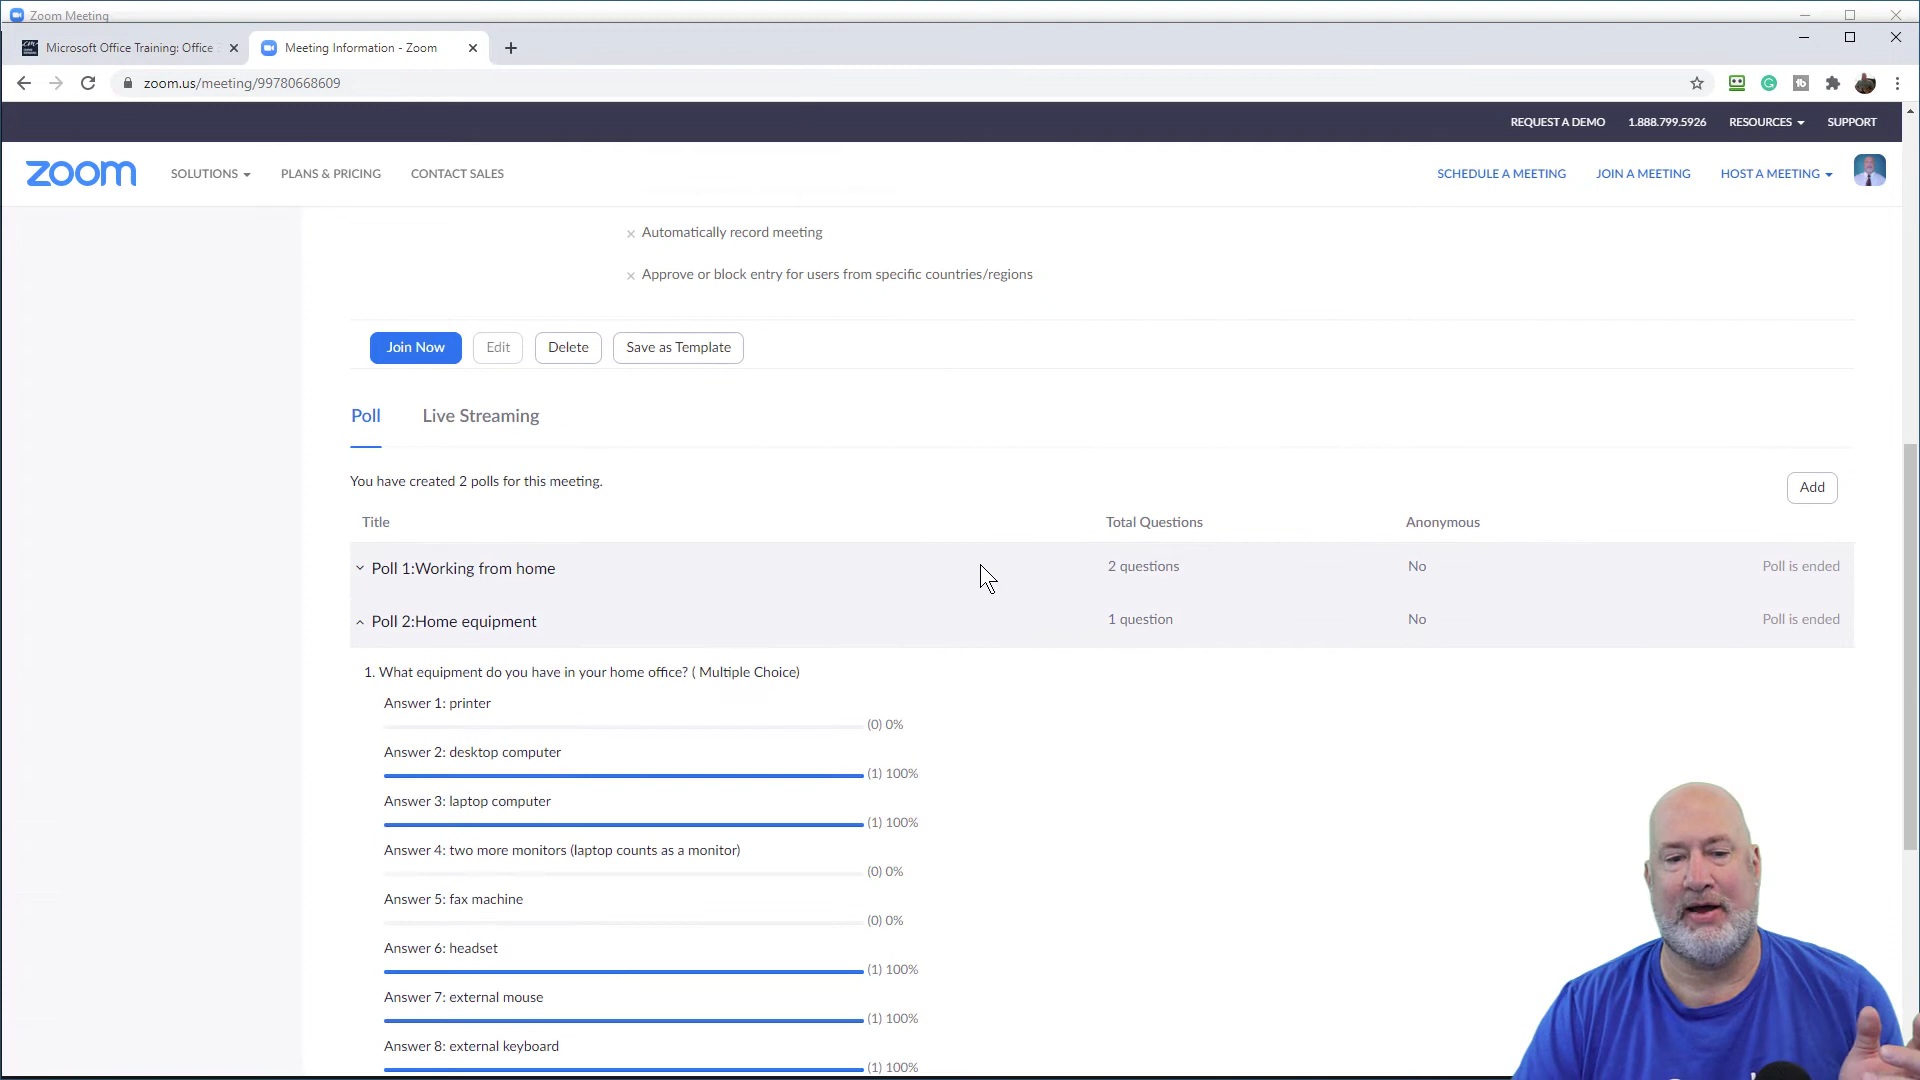 Zoom Meeting
Microsoft Office Training: Office
Meeting Information - Zoom
zoom.us/meeting/99780668609
REQUEST A DEMO 1.888.799.5926 RESOURCES SUPPORT
zoom SOLUTIONS PLANS & PRICING CONTACT SALES SCHEDULE A MEETING JOIN A MEETING HOST A MEETING
Automatically record meeting
Approve or block entry for users from specific countries/regions
Join Now Edit Delete Save as Template
Poll Live Streaming
You have created 2 polls for this meeting.
Add
Title Total Questions Anonymous
Poll 1:Working from home 2 questions No Poll is ended
Poll 2:Home equipment 1 question No Poll is ended
1. What equipment do you have in your home office? ( Multiple Choice)
Answer 1: printer
(0) 0%
Answer 2: desktop computer
(1) 100%
Answer 3: laptop computer
(1) 100%
Answer 4: two more monitors (laptop counts as a monitor)
(0) 0%
Answer 5: fax machine
(0) 0%
Answer 6: headset
(1) 100%
Answer 7: external mouse
(1) 100%
Answer 8: external keyboard
(1) 100%